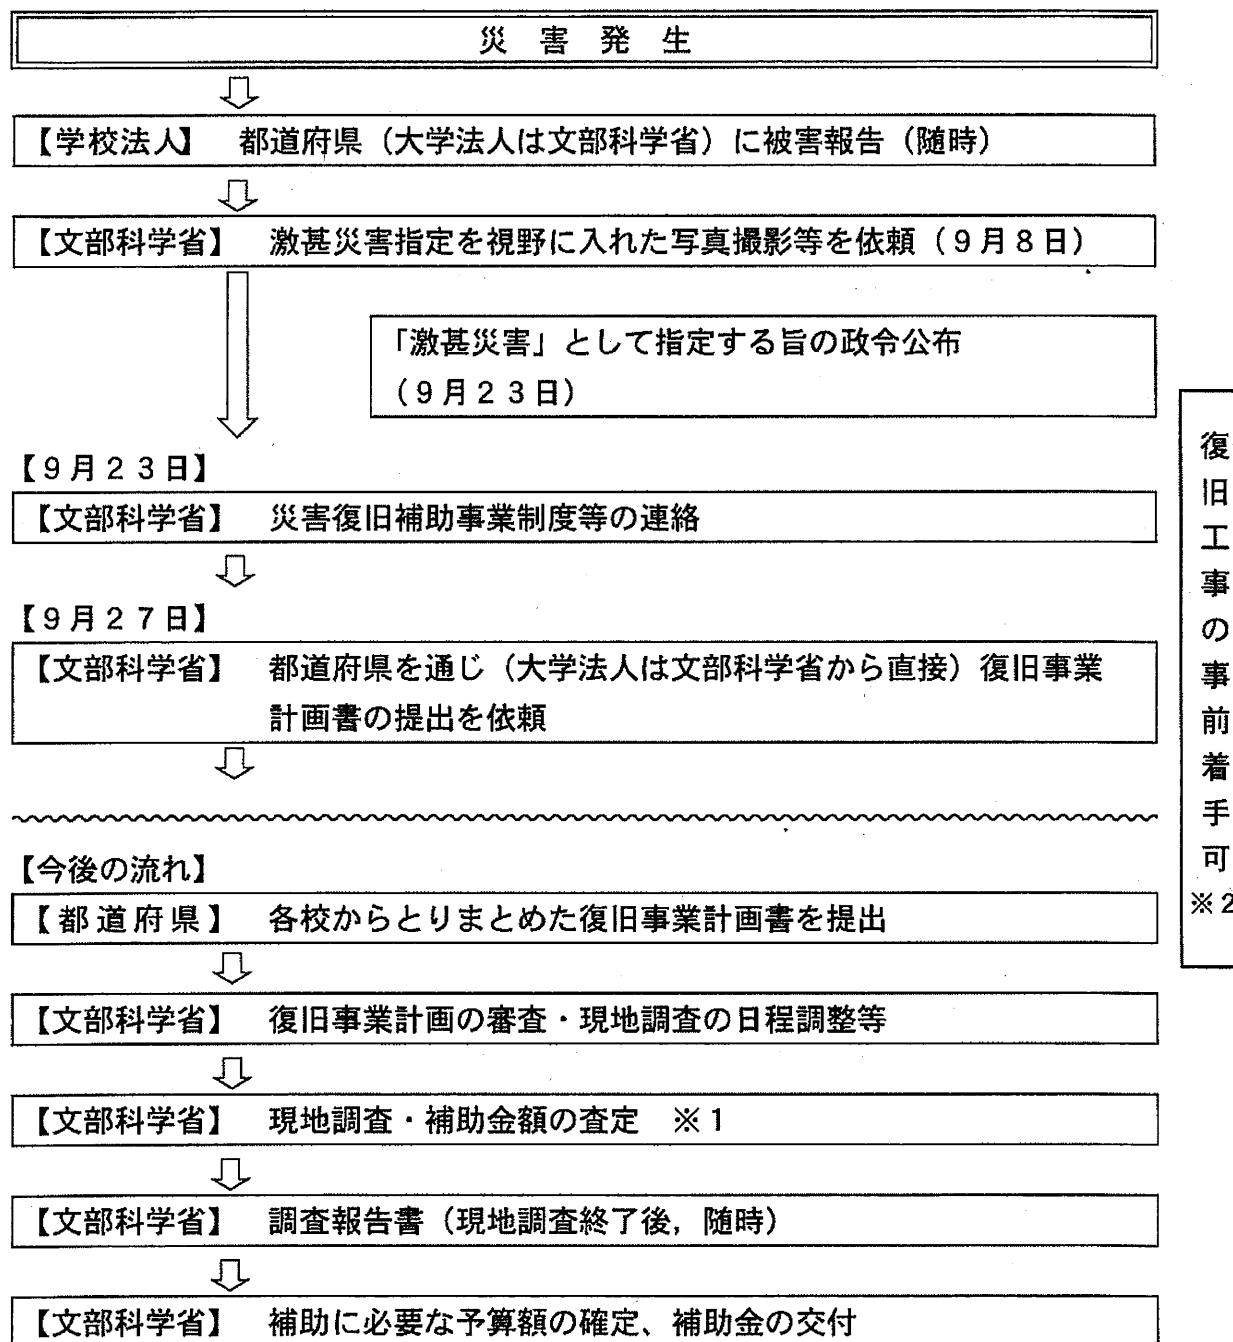 災害発生
【学校法人】 都道府県（大学法人は文部科学省）に被害報告（随時）
【文部科学省】 激甚災害指定を視野に入れた写真撮影等を依頼（９月８日）
「激甚災害」として指定する旨の政令公布
（９月２３日）
【９月２３日】
【文部科学省】 災害復旧補助事業制度等の連絡
【９月２７日】
【文部科学省】 都道府県を通じ（大学法人は文部科学省から直接）復旧事業
計画書の提出を依頼
【今後の流れ】
【都道府県】 各校からとりまとめた復旧事業計画書を提出
【文部科学省】 復旧事業計画の審査・現地調査の日程調整等
【文部科学省】 現地調査・補助金額の査定 ※１
【文部科学省】 調査報告書（現地調査終了後，随時）
【文部科学省】 補助に必要な予算額の確定、補助金の交付
復旧工事の事前着手可
※２